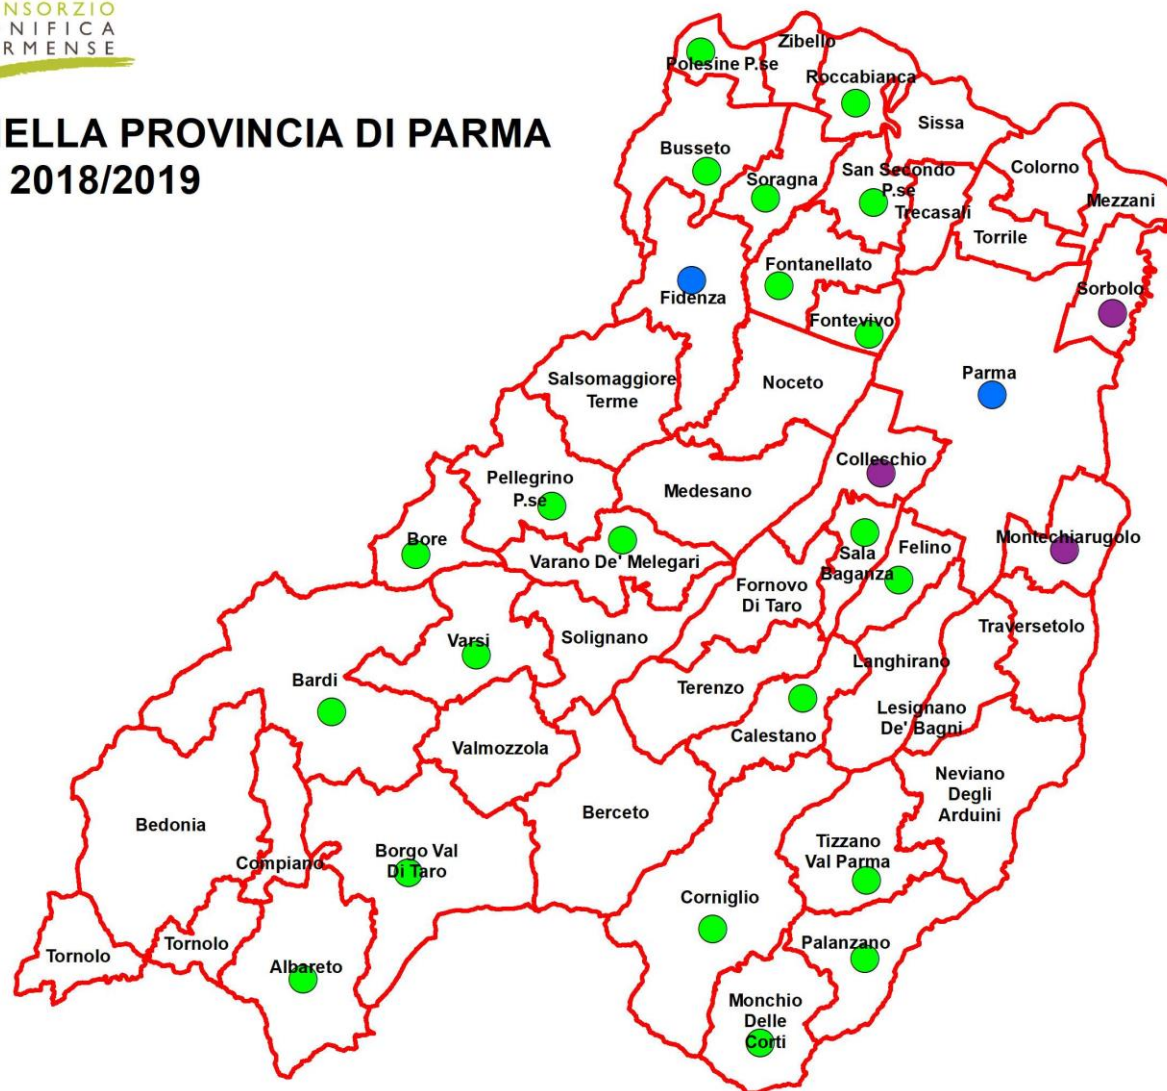 NSORZIO
NIFICA
RMENSE
ELLA PROVINCIA DI PARMA
2018/2019
Zibello
Polesine P.se
Roccabianca
Sissa
Busseto
Soragna
San Secondo
P.se
Trecasali
Colorno
Mezzani
Torrile
Fontanellato
Fidenza
Sorbolo
Fontevivo
Salsomaggiore
Terme
Noceto
Parma
Collecchio
Pellegrino
P.se
Medesano
Bore
Varano De' Melegari
Sala
Baganza
Felino
Montechiarugolo
Fornovo
Di Taro
Varsi
Solignano
Traversetolo
Bardi
Terenzo
Langhirano
Calestano
Lesignano
De' Bagni
Valmozzola
Neviano
Degli
Arduini
Bedonia
Berceto
Compiano
Borgo Val
Di Taro
Tizzano
Val Parma
Corniglio
Tornolo
Tornolo
Albareto
Palanzano
Monchio
Delle
Corti